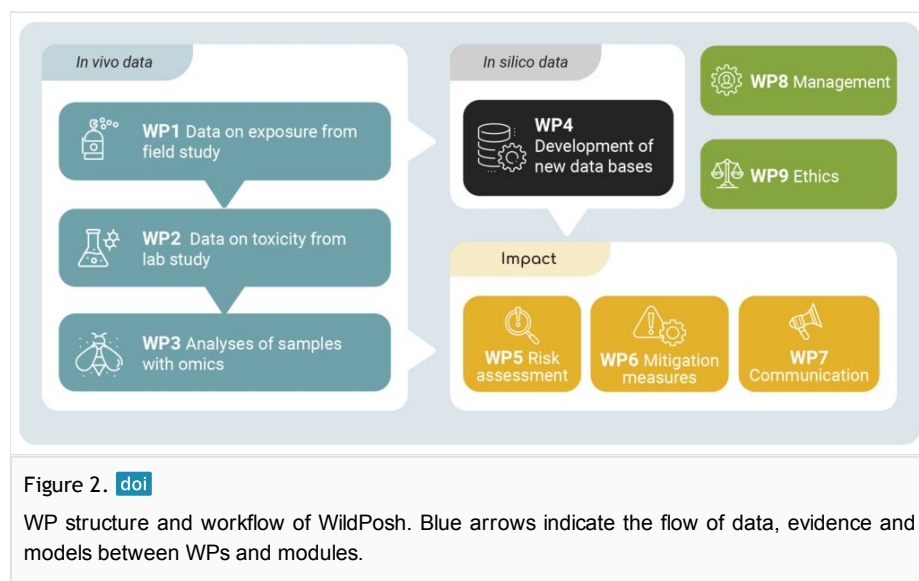 In vivo data
WP1 Data on exposure from
field study
WP2 Data on toxicity from
lab study
WP3 Analyses of samples
with omics
In silico data
WP4
Development of
new data bases
WP8 Management
WP9 Ethics
Impact
WP5 Risk
assessment
WP6 Mitigation
measures
WP7
Communication
Figure 2. doi
WP structure and workflow of WildPosh. Blue arrows indicate the flow of data, evidence and
models between WPs and modules.